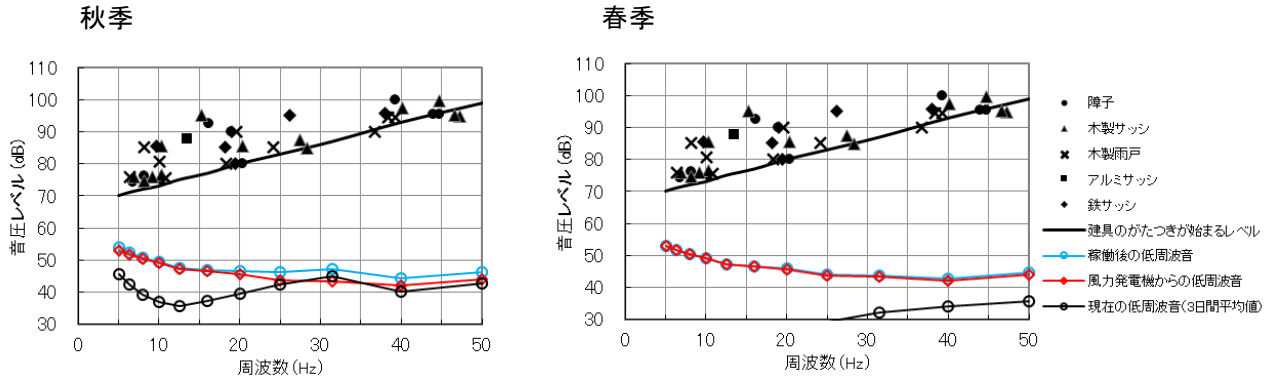 秋季
春季
110
100
90
80
70
60
50
40
30
音圧レベル(dB)
0
10
20
30
40
50
周波数(Hz)
110
100
90
80
70
60
50
40
30
音圧レベル(dB)
0
10
20
30
40
50
周波数(Hz)
障子
木製サッシ
木製雨戸
アルミサッシ
鉄サッシ
建具のがたつきが始まるレベル
稼働後の低周波音
風力発電機からの低周波音
現在の低周波音(3日間平均値)